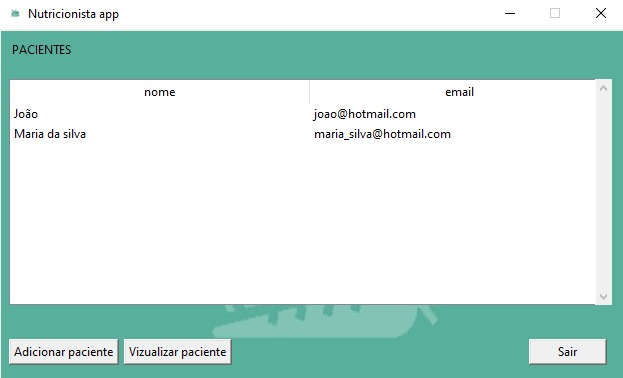 Nutricionista app
PACIENTES
nome email
João joao@hotmail.com
Maria da silva maria_silva@hotmail.com
Adicionar paciente Vizualizar paciente Sair